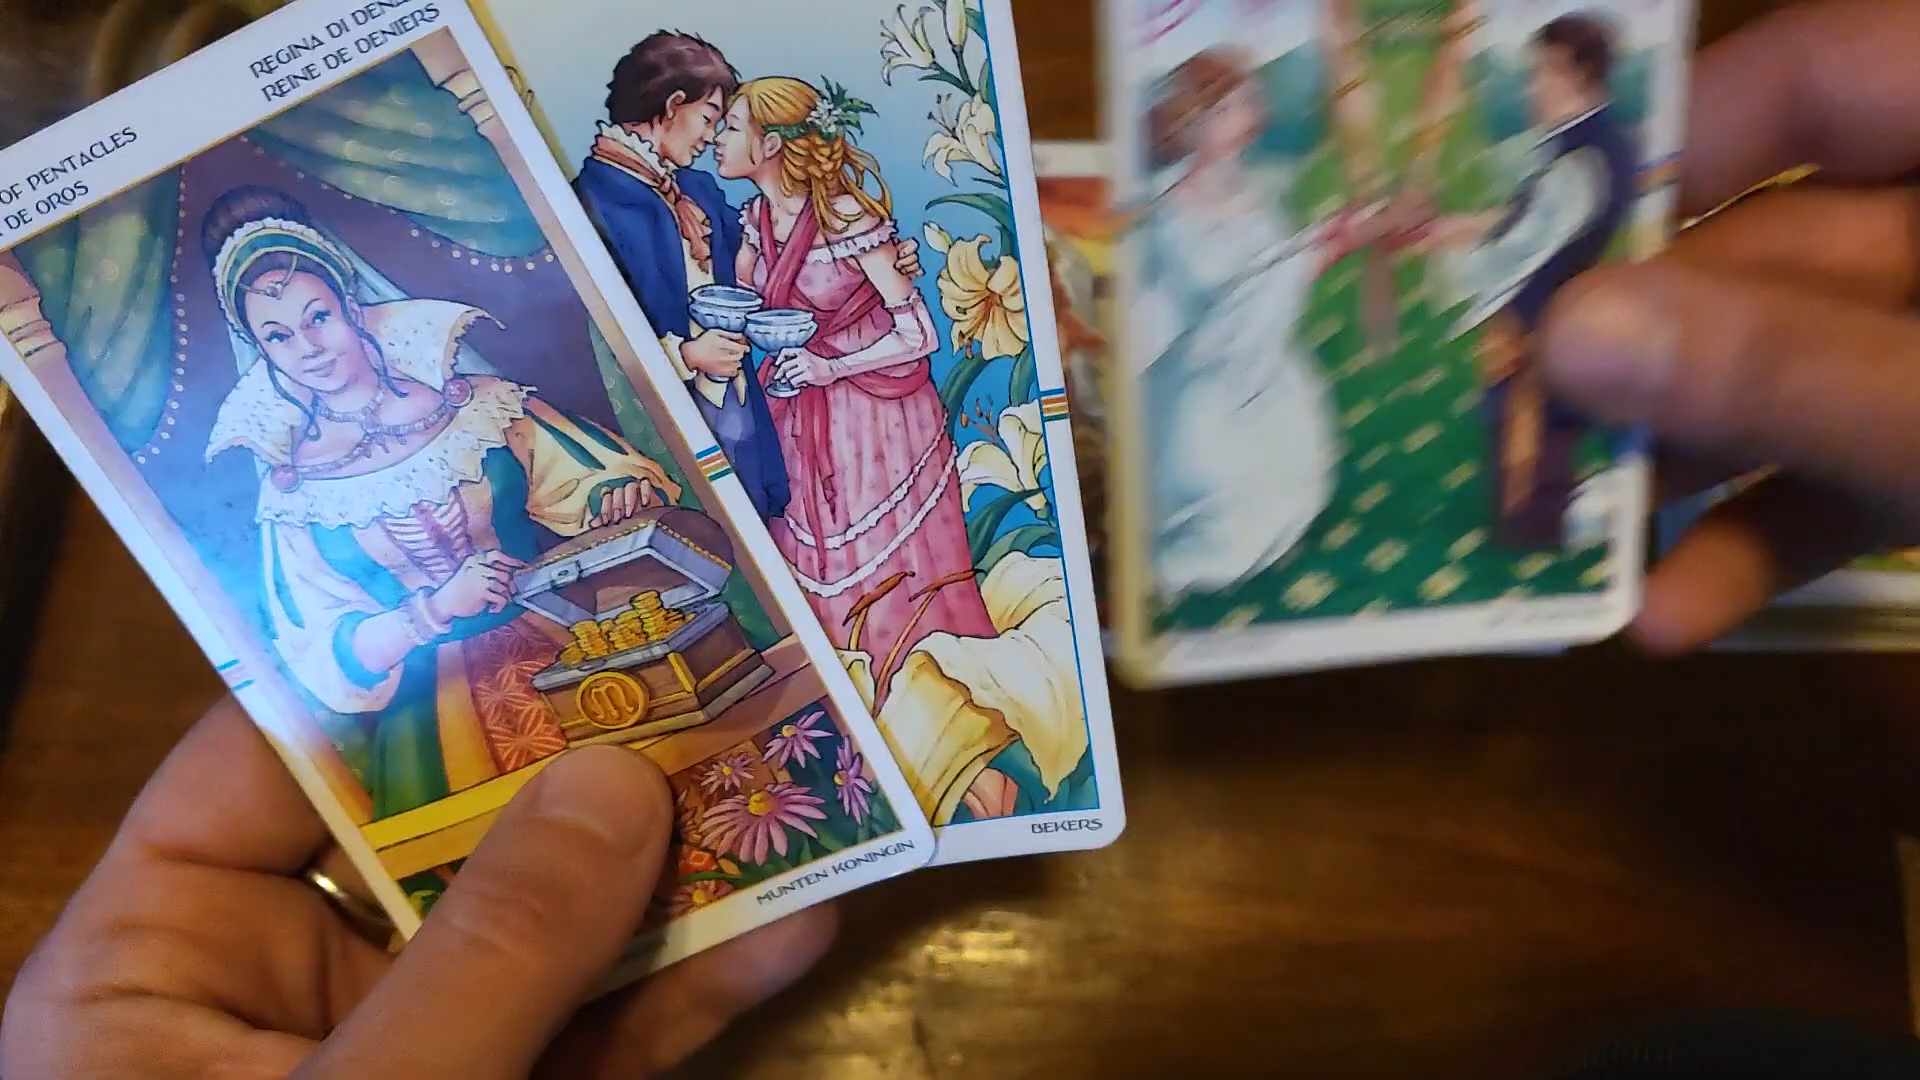 REGINA DI DENA
REINE DE DENIERS
OF PENTACLES
DE OROS
MUNTEN KONINGIN
BEKERS